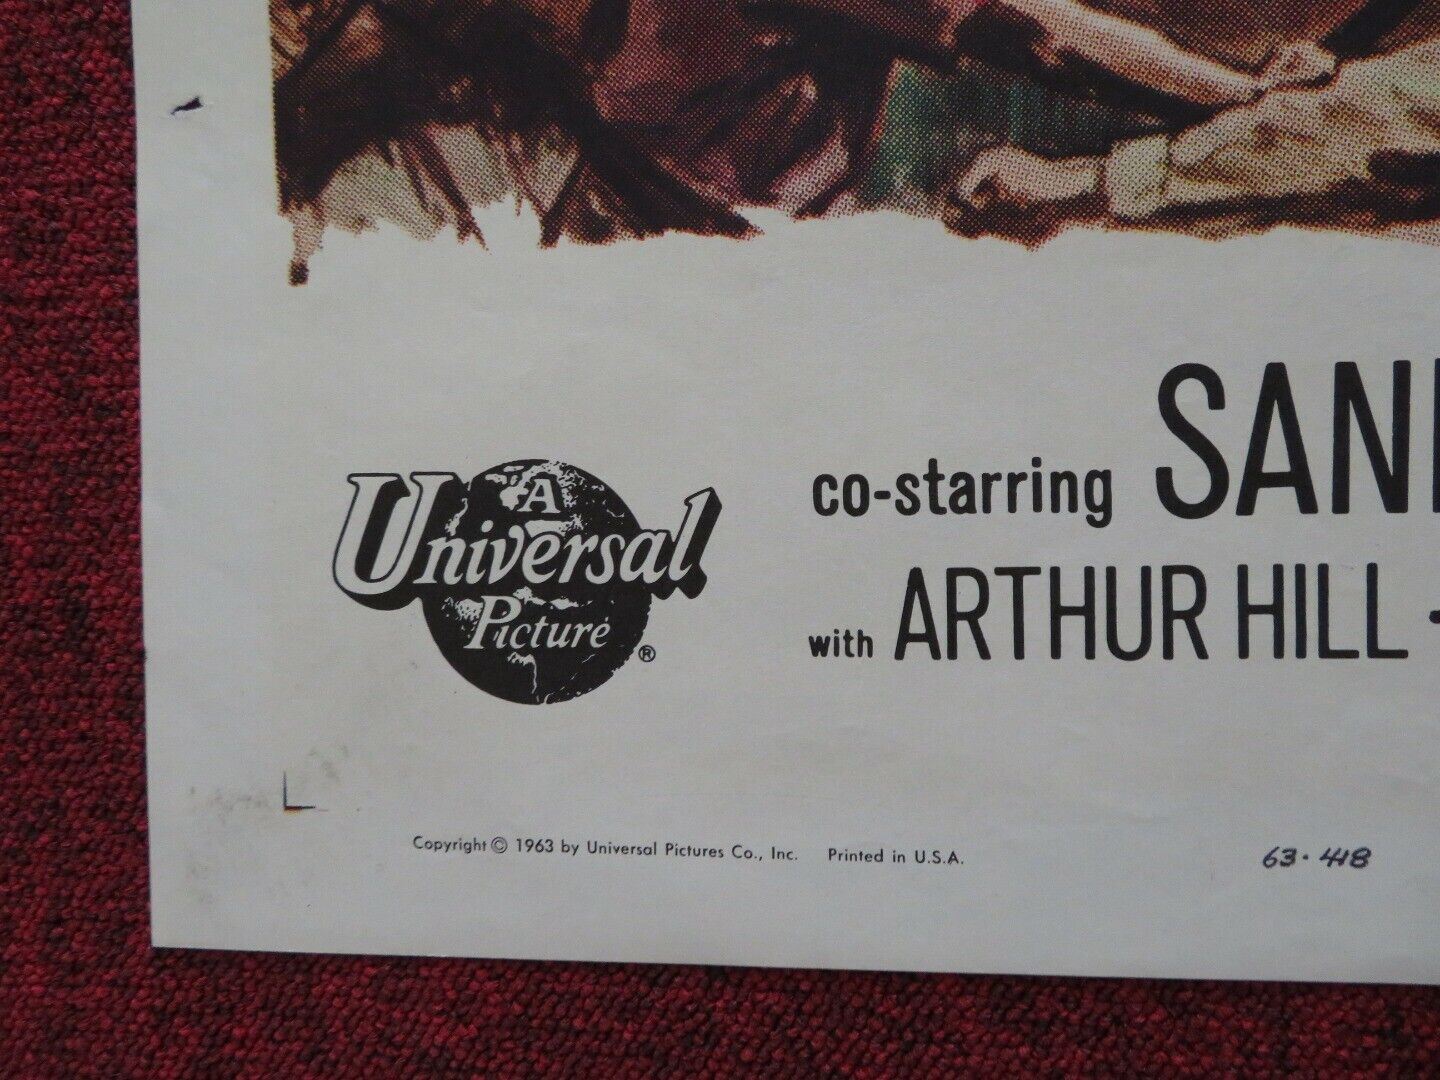 co-starring SAN
with ARTHUR HILL
A
Universal
Picture
®
Copyright © 1963 by Universal Pictures Co., Inc. Printed in U.S.A.
63·418